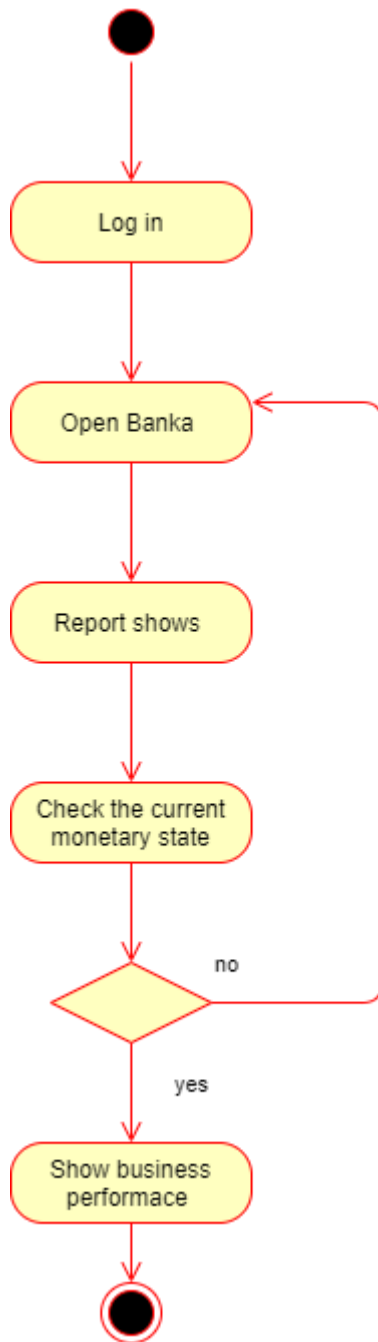 Log in
Open Banka
Report shows
Check the current
monetary state
no
yes
Show business
performace